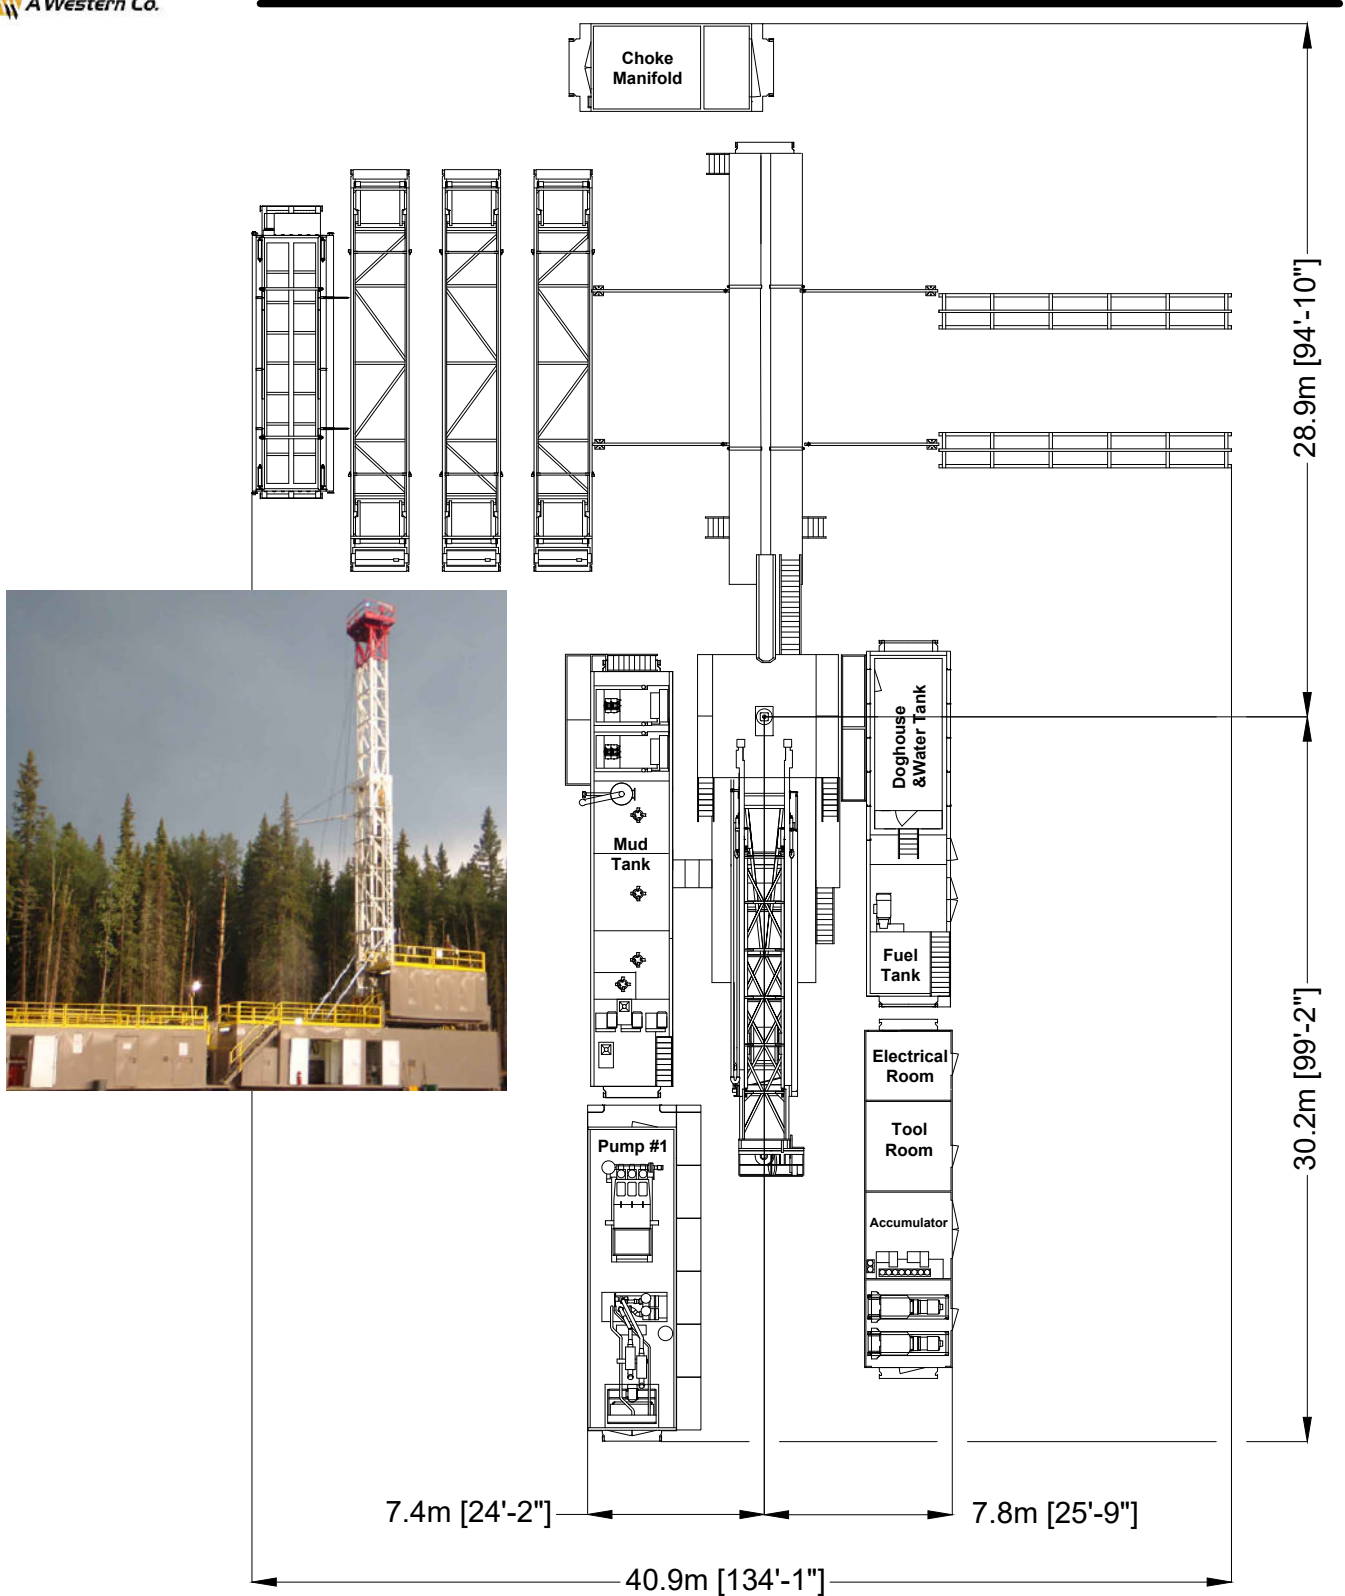 A Western Co.
Choke
Manifold
28.9m [94'-10"]
Doghouse
&Water Tank
Mud
Tank
Fuel
Tank
Electrical
Room
30.2m [99'-2"]
Tool
Room
Pump #1
Accumulator
7.4m [24'-2"]
7.8m [25'-9"]
40.9m [134'-1"]